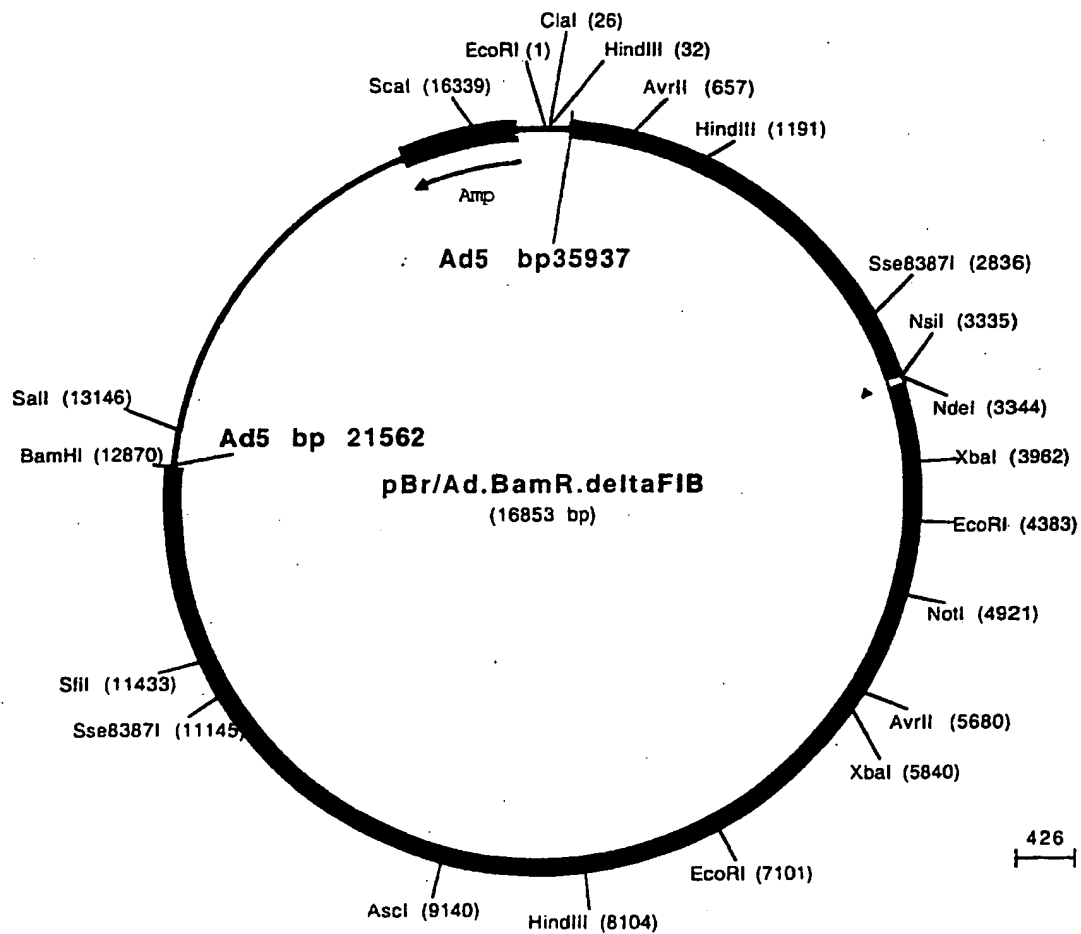 ClaI (26)
EcoRI (1)
HindIII (32)
ScaI (16339)
AvrII (657)
HindIII (1191)
Amp
Ad5 bp35937
Sse8387I (2836)
NsiI (3335)
NdeI (3344)
SalI (13146)
Ad5 bp 21562
BamHI (12870)
XbaI (3962)
pBr/Ad.BamR.deltaFIB
(16853 bp)
EcoRI (4383)
NotI (4921)
SfiI (11433)
Sse8387I (11145)
AvrII (5680)
XbaI (5840)
426
EcoRI (7101)
AscI (9140)
HindIII (8104)